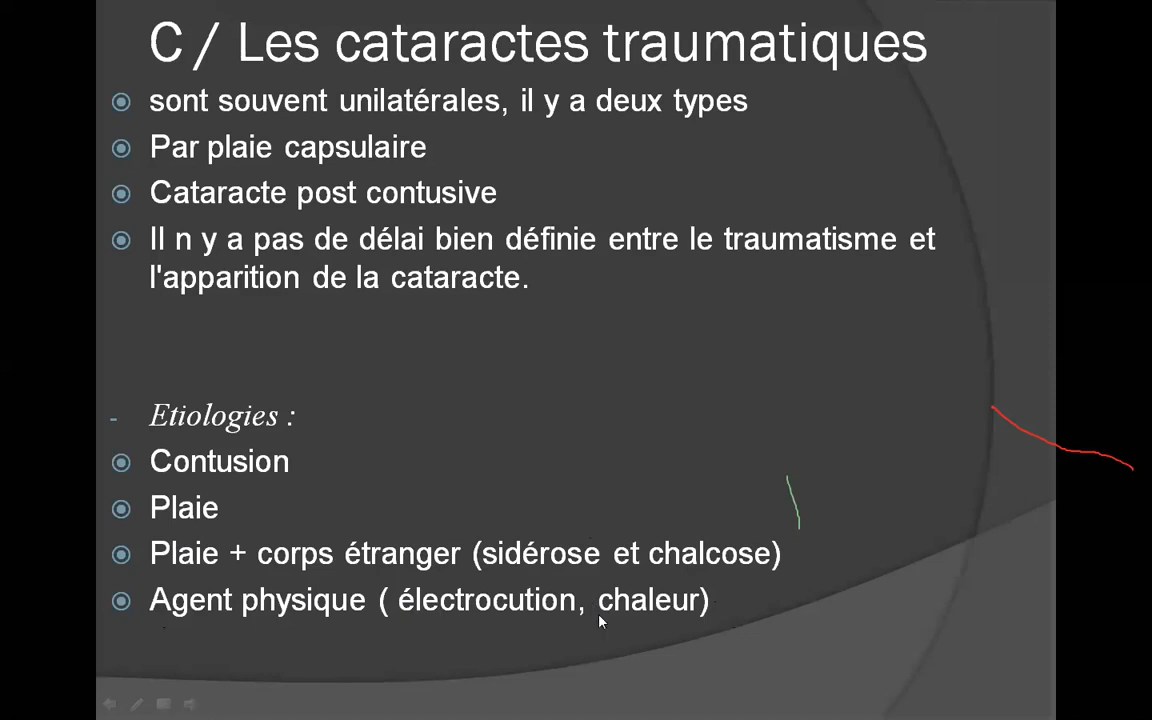 C / Les cataractes traumatiques
sont souvent unilatérales, il y a deux types
Par plaie capsulaire
Cataracte post contusive
Il n y a pas de délai bien définie entre le traumatisme et
l'apparition de la cataracte.
- Etiologies :
Contusion
Plaie
Plaie + corps étranger (sidérose et chalcose)
Agent physique ( électrocution, chaleur)